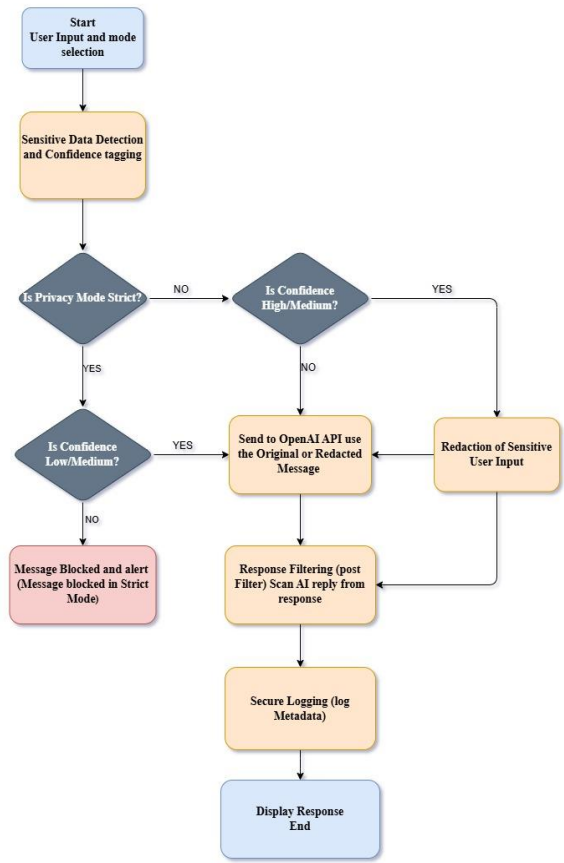 Start
User Input and mode
selection
Sensitive Data Detection
and Confidence tagging
Is Privacy Mode Strict?
NO
Is Confidence
High/Medium?
YES
YES
NO
Is Confidence
Low/Medium?
YES
Send to OpenAI API use
the Original or Redacted
Message
Redaction of Sensitive
User Input
NO
Message Blocked and alert
(Message blocked in Strict
Mode)
Response Filtering (post
Filter) Scan AI reply from
response
Secure Logging (log
Metadata)
Display Response
End